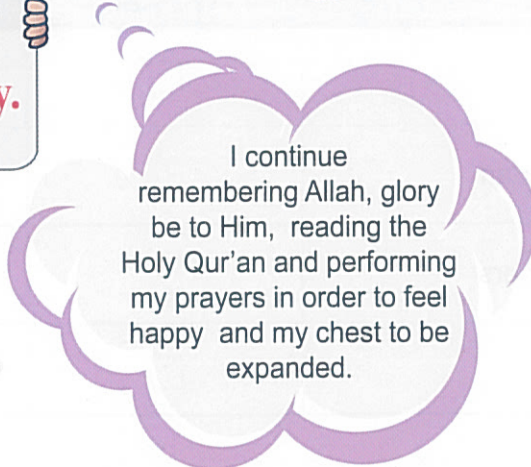 y.
I continue
remembering Allah, glory
be to Him,  reading the
Holy Qur'an and performing
my prayers in order to feel
happy  and my chest to be
expanded.